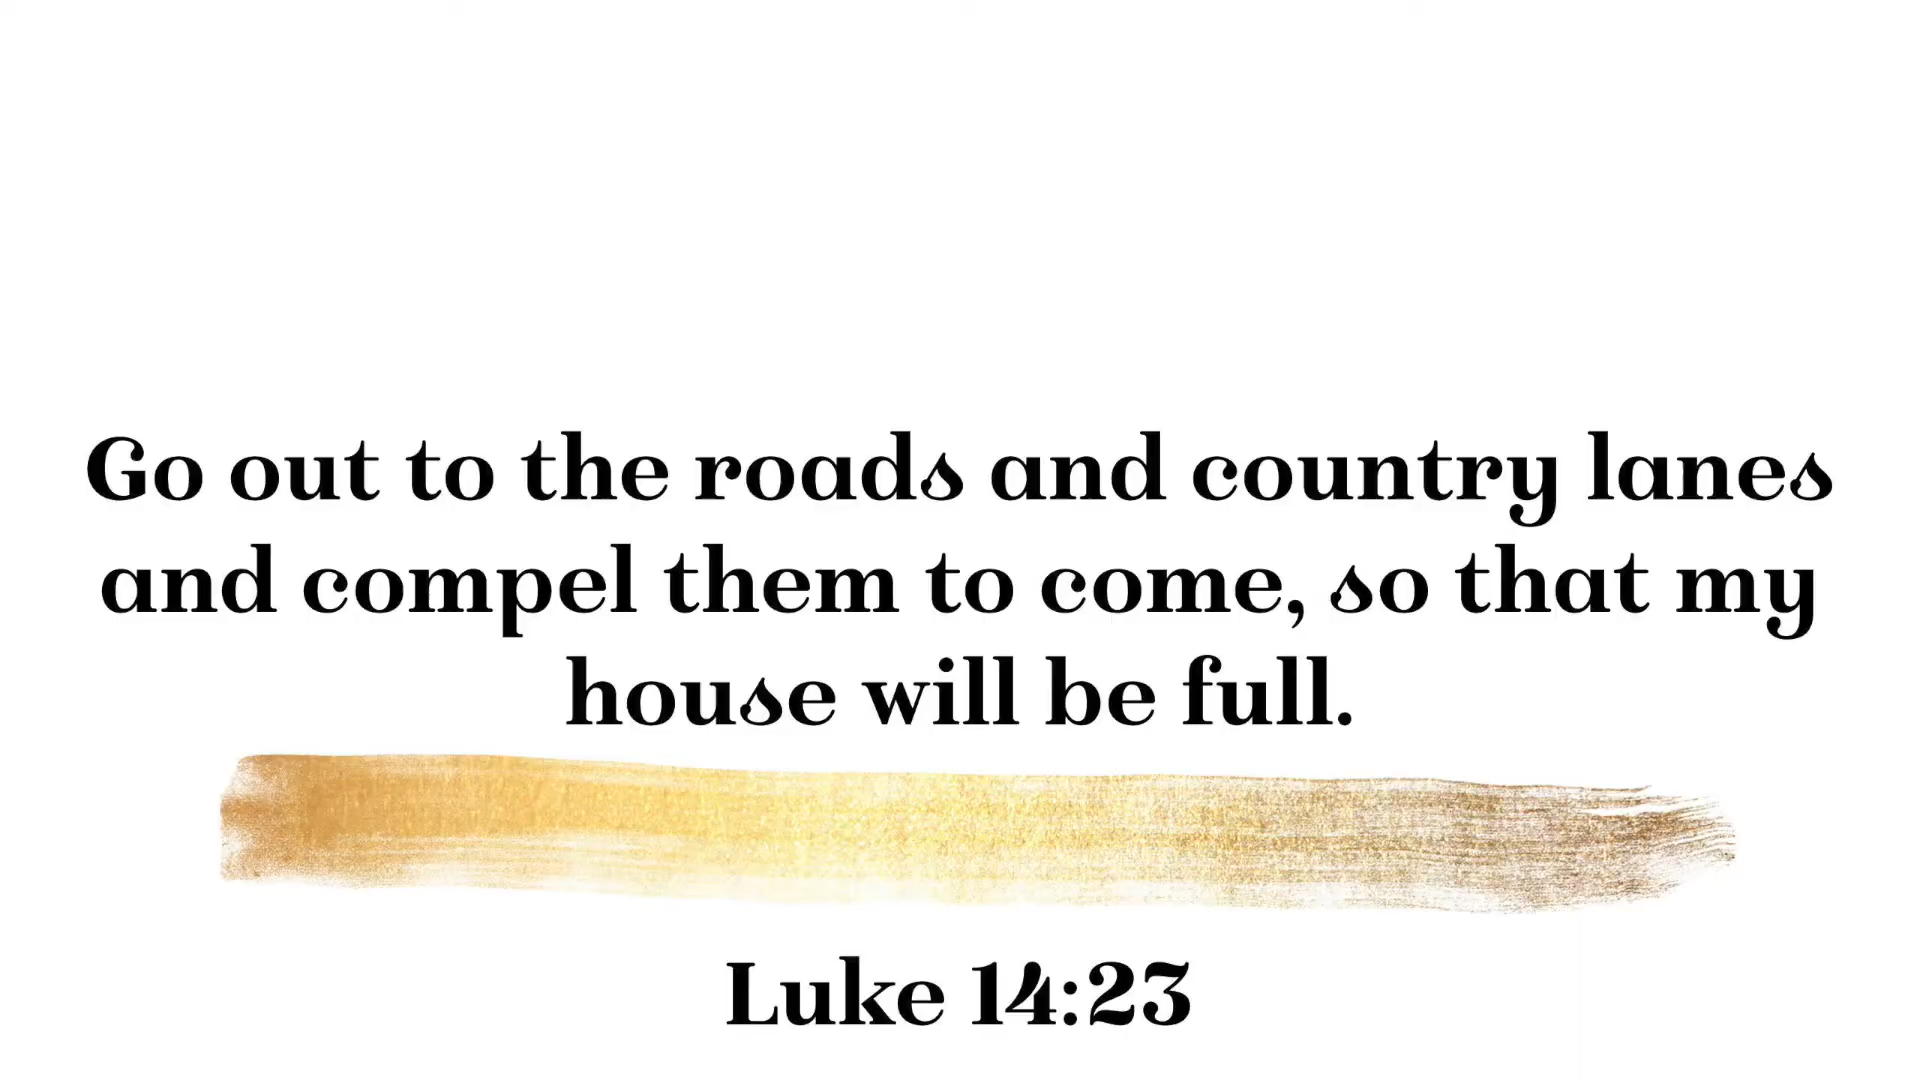 Go out to the roads and country lanes
and compel them to come, so that my
house will be full.
Luke 14:23